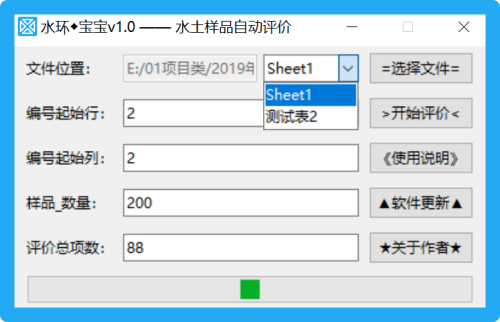 水环◆宝宝v1.0 —— 水土样品自动评价
文件位置: E:/01项目类/2019年 Sheet1 =选择文件=
Sheet1
测试表2
编号起始行: 2 >开始评价<
编号起始列: 2 《使用说明》
样品_数量: 200 ▲软件更新▲
评价总项数: 88 ★关于作者★